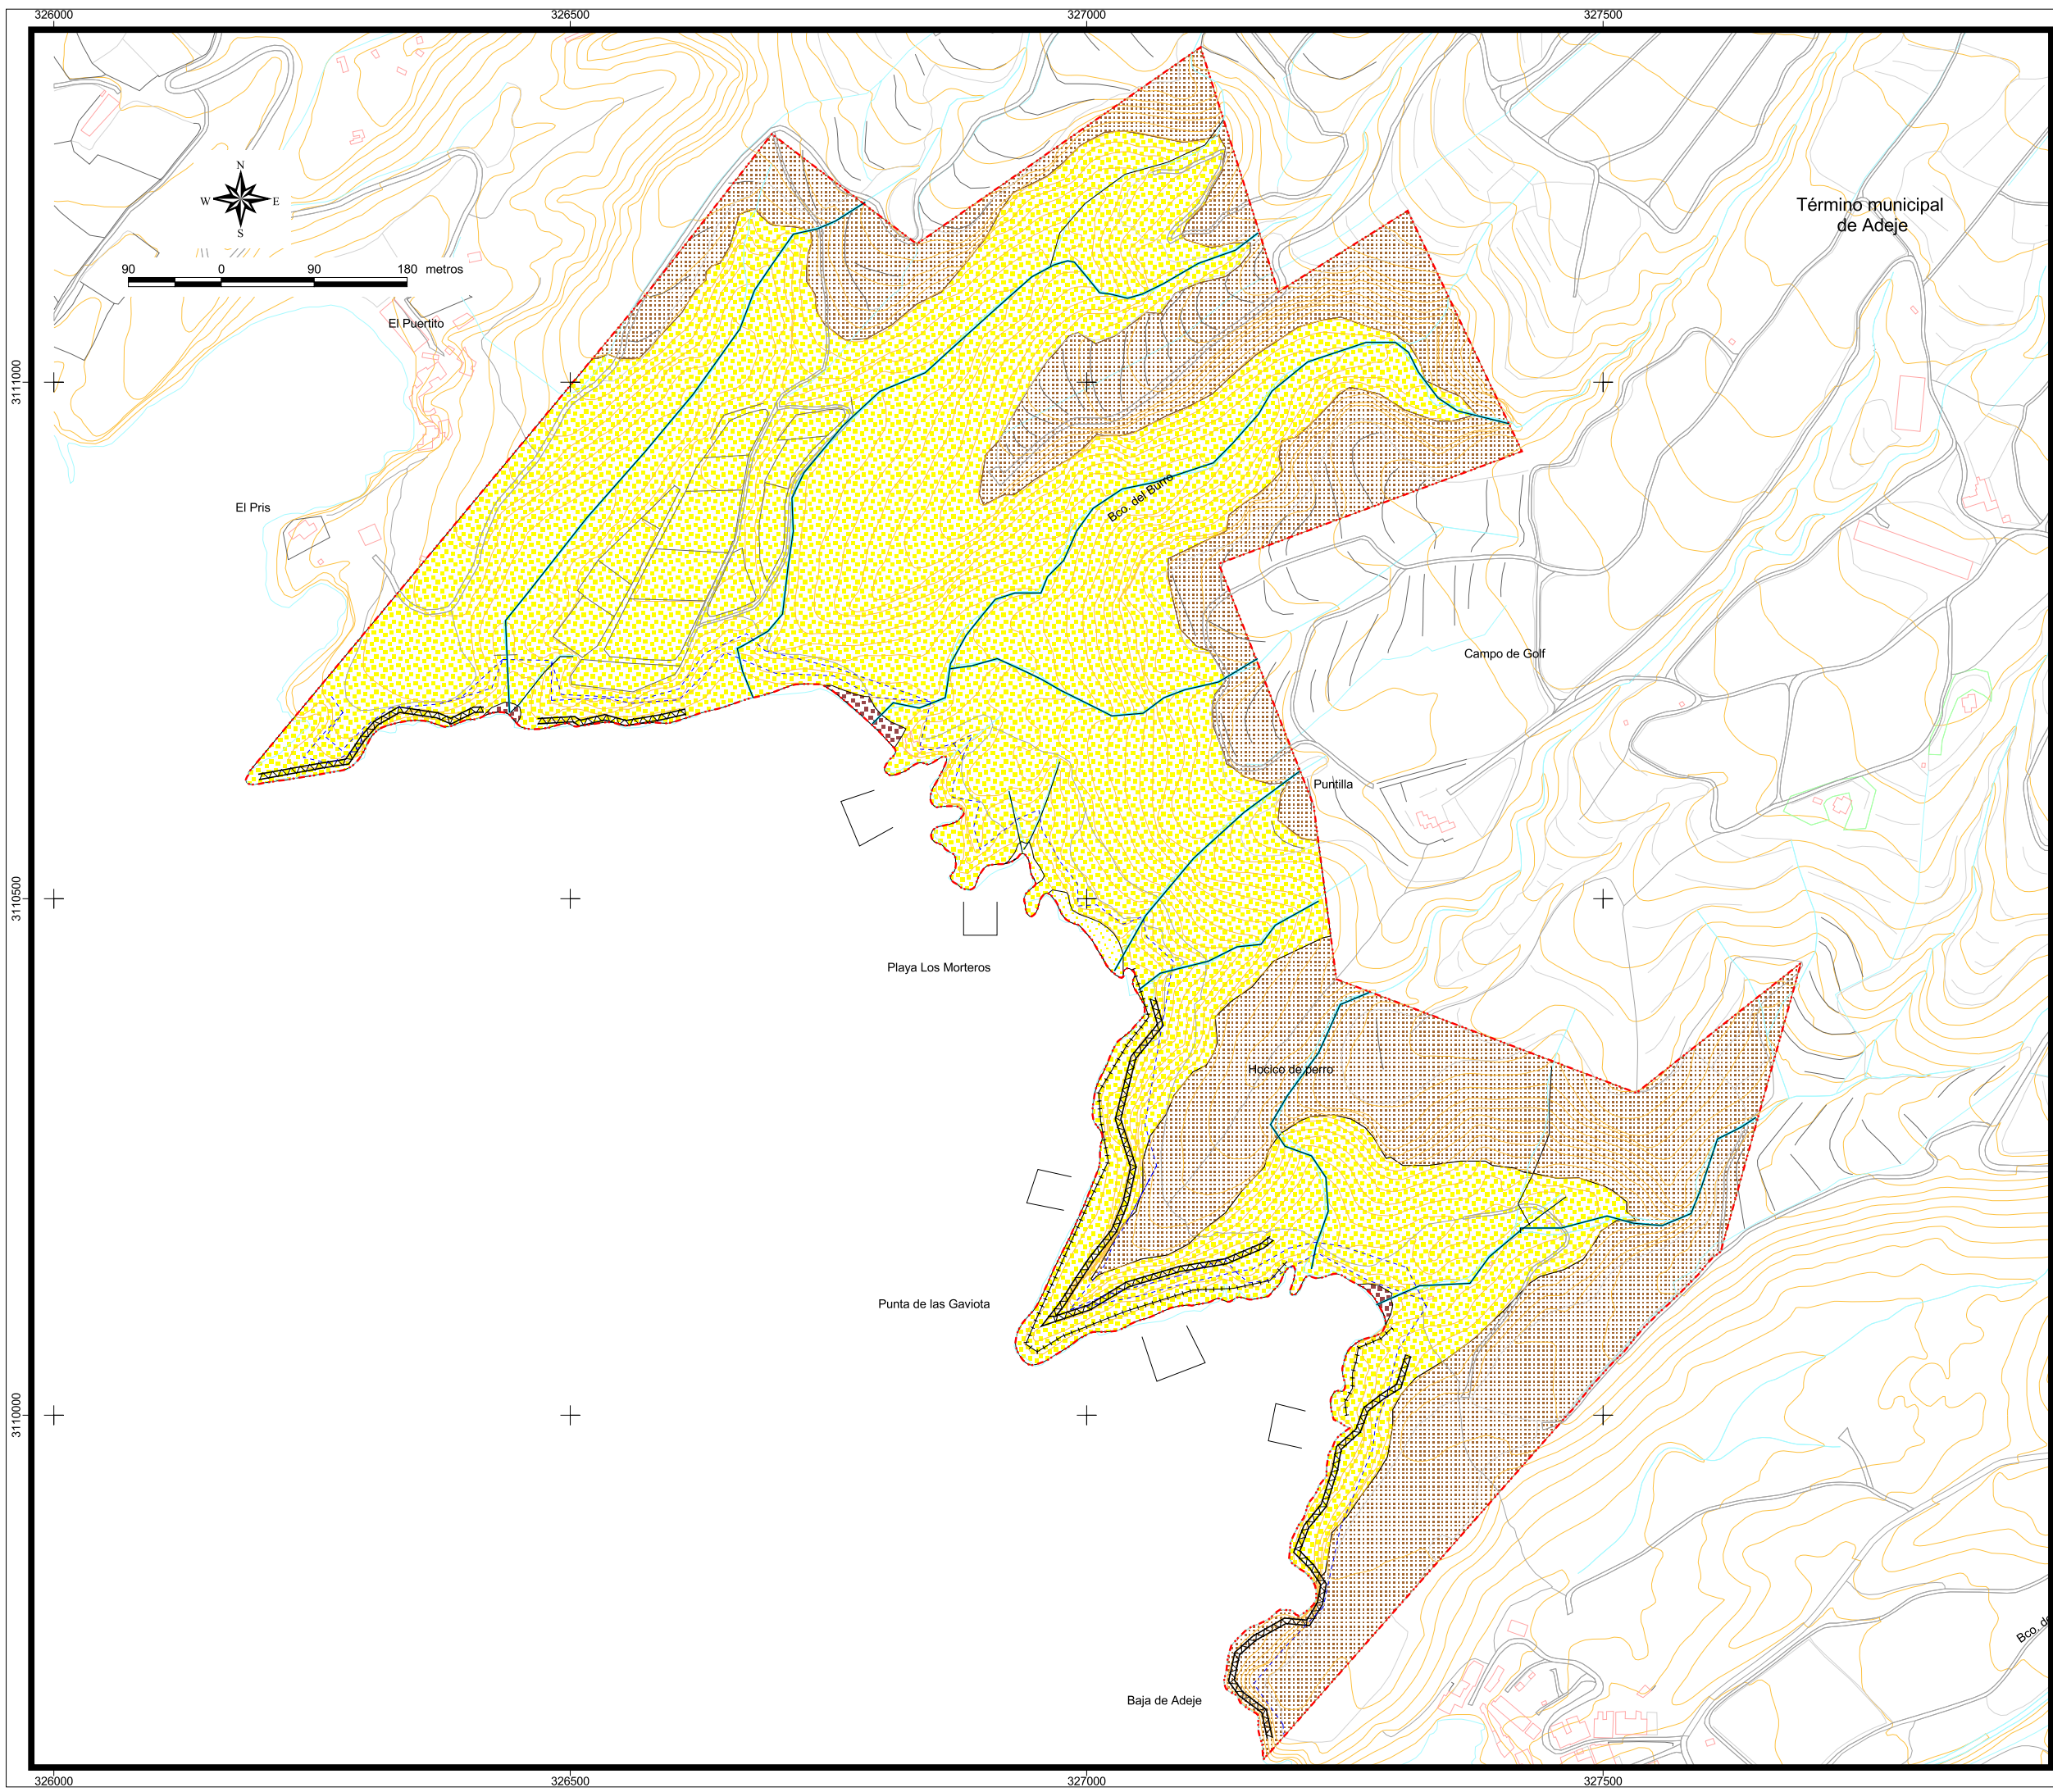 326000
326500
327000
327500
N
W
E
S
Término municipal
de Adeje
90
0
90
180
metros
El Puertito
3111000
El Pris
Bco. del Burro
Campo de Golf
Puntilla
3110500
Playa Los Morteros
Hocico de perro
Punta de las Gaviota
3110000
Bco. de
Baja de Adeje
326000
326500
327000
327500